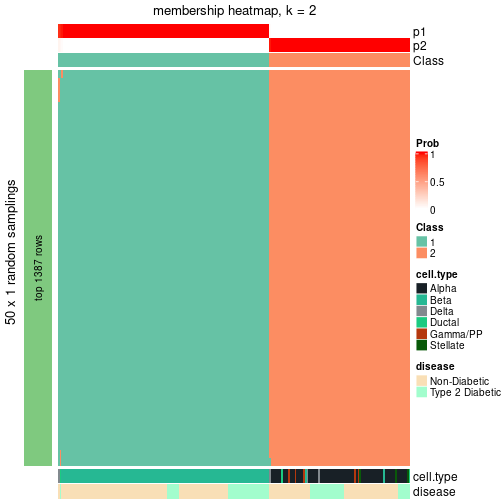 membership heatmap, k = 2
p1
p2
Class
50 x 1 random samplings
top 1387 rows
Prob
1
0.5
0
Class
1
2
cell.type
Alpha
Beta
Delta
Ductal
Gamma/PP
Stellate
disease
Non-Diabetic
Type 2 Diabetic
cell.type
disease